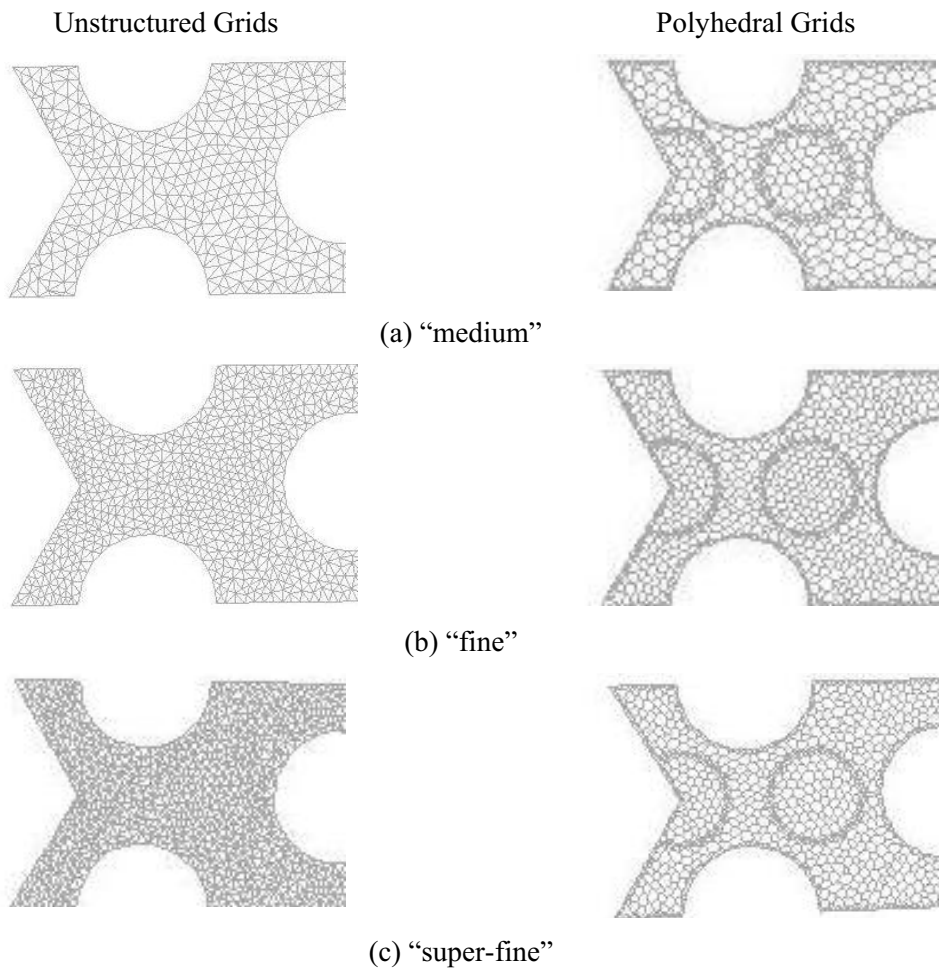 Unstructured Grids
Polyhedral Grids
(a) “medium”
(b) “fine”
(c) “super-fine”